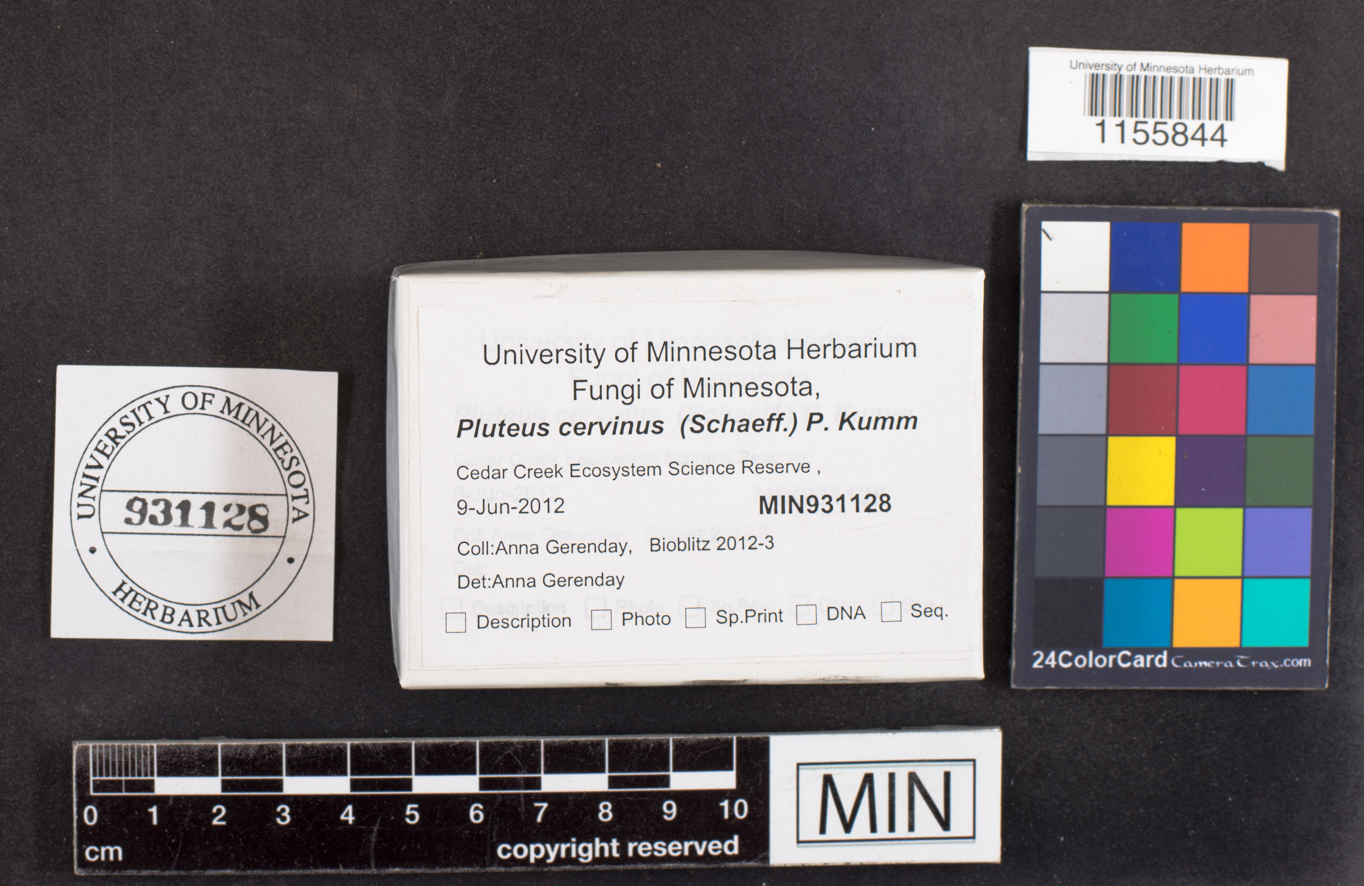 University of Minnesota Herbarium
1155844
University of Minnesota Herbarium
Fungi of Minnesota,
Pluteus cervinus (Schaeff.) P. Kumm
Cedar Creek Ecosystem Science Reserve ,
9-Jun-2012 MIN931128
Coll:Anna Gerenday, Bioblitz 2012-3
Det:Anna Gerenday
Description Photo Sp.Print DNA Seq.
UNIVERSITY OF MINNESOTA
931128
HERBARIUM
24ColorCard CameraTrax.com
0 1 2 3 4 5 6 7 8 9 10
cm copyright reserved
MIN